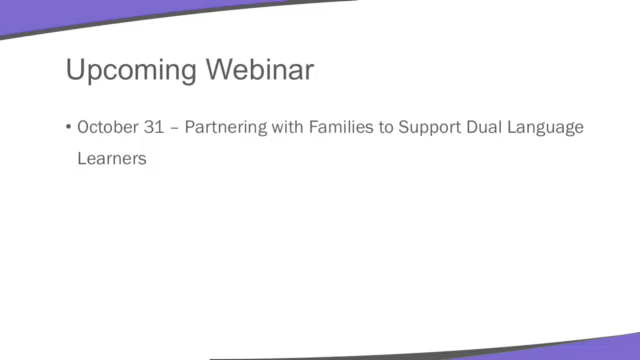 Upcoming Webinar
• October 31 – Partnering with Families to Support Dual Language
Learners